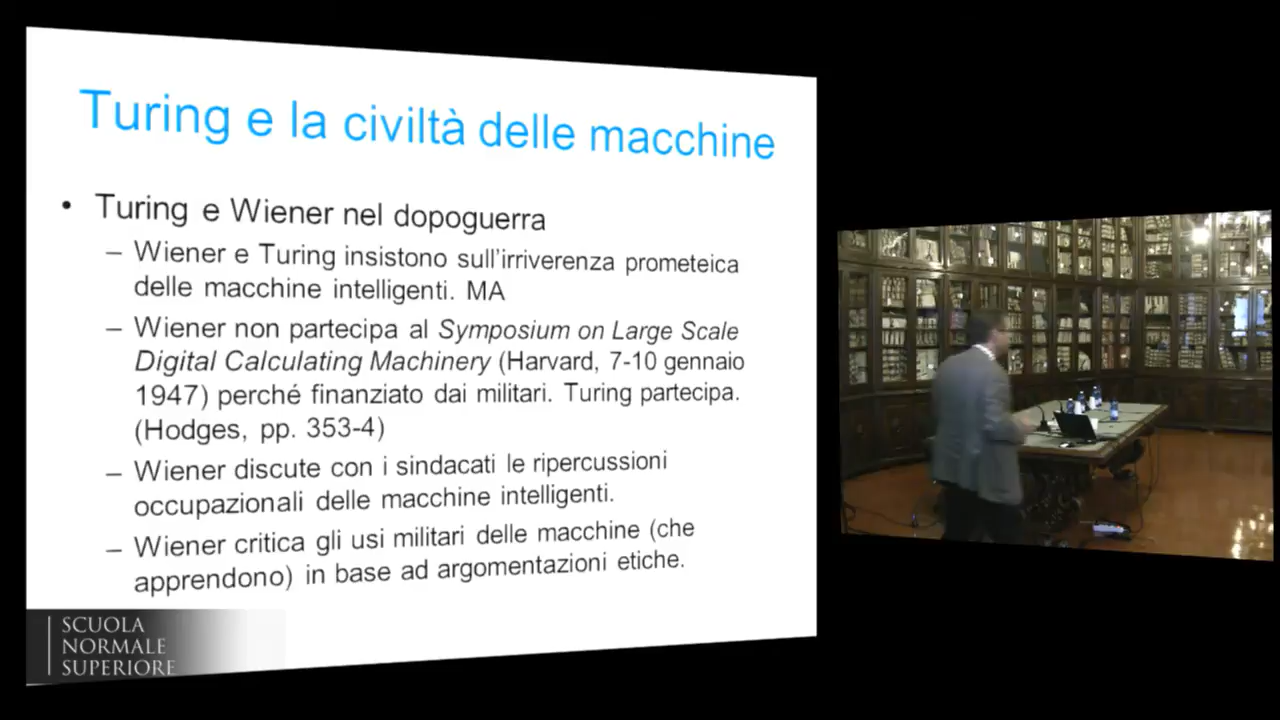 Turing e la civiltà delle macchine
• Turing e Wiener nel dopoguerra
– Wiener e Turing insistono sull'irriverenza prometeica
delle macchine intelligenti. MA
– Wiener non partecipa al Symposium on Large Scale
Digital Calculating Machinery (Harvard, 7-10 gennaio
1947) perché finanziato dai militari. Turing partecipa.
(Hodges, pp. 353-4)
– Wiener discute con i sindacati le ripercussioni
occupazionali delle macchine intelligenti.
– Wiener critica gli usi militari delle macchine (che
apprendono) in base ad argomentazioni etiche.
SCUOLA
NORMALE
SUPERIORE